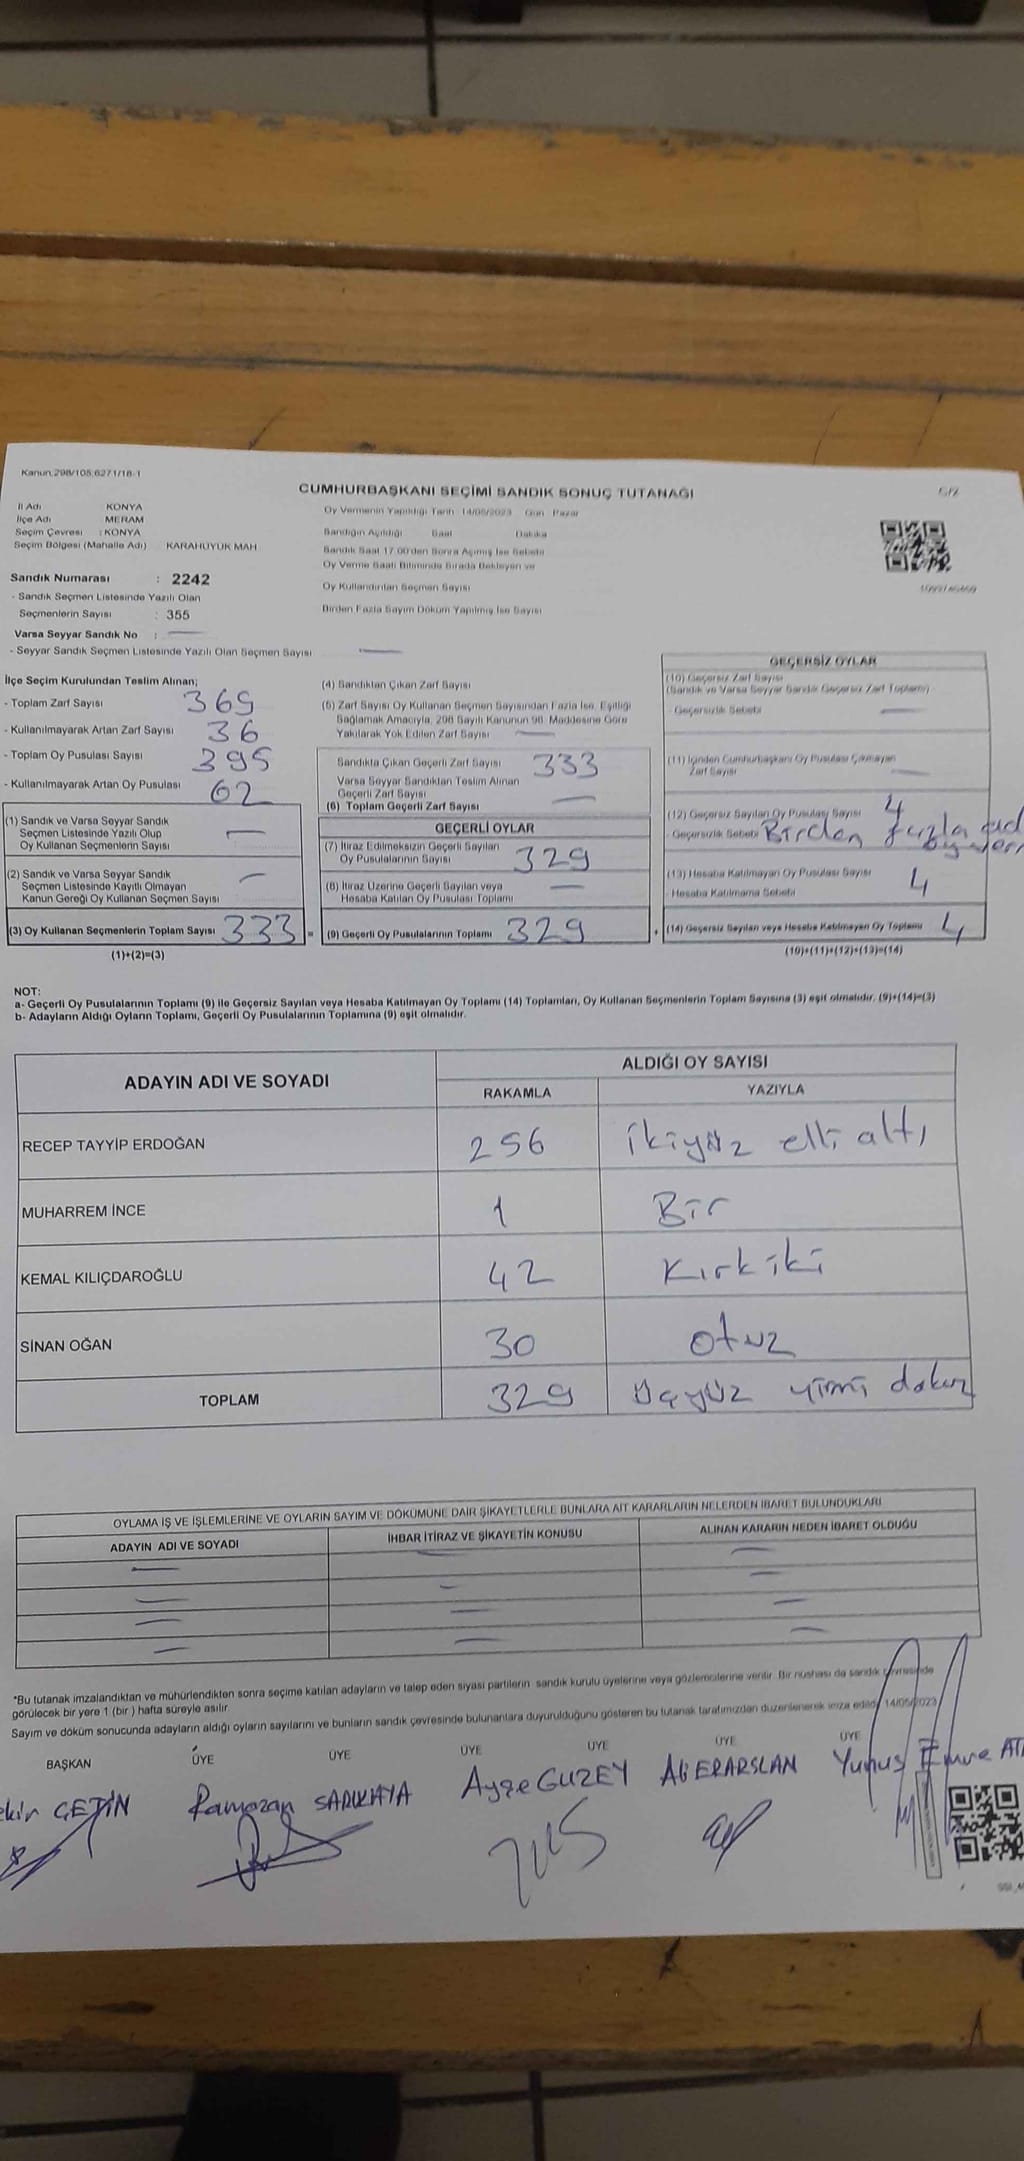 Kanun.298/105.6271/18-1
CUMHURBAŞKANI SEÇİMİ SANDIK SONUÇ TUTANAĞI
İl Adı : KONYA
İlçe Adı : MERAM
Seçim Çevresi : KONYA
Seçim Bölgesi (Mahalle Adı) KARAHÜYÜK MAH
Sandık Numarası : 2242
- Sandık Seçmen Listesinde Yazılı Olan
Seçmenlerin Sayısı : 355
Varsa Seyyar Sandık No :
- Seyyar Sandık Seçmen Listesinde Yazılı Olan Seçmen Sayısı
Oy Vermenin Yapıldığı Tarih 14/05/2023 Gün Pazar
Sandığın Açıldığı Saat Dakika
Sandık Saat 17.00'den Sonra Açımış İse Sebebi
Oy Verme Saati Bitiminde Sırada Bekleyen ve
Oy Kullandırılan Seçmen Sayısı
Birden Fazla Sayım Döküm Yapılmış İse Sayısı
İlçe Seçim Kurulundan Teslim Alınan;
- Toplam Zarf Sayısı 369
- Kullanılmayarak Artan Zarf Sayısı 36
- Toplam Oy Pusulası Sayısı 395
- Kullanılmayarak Artan Oy Pusulası 62
(1) Sandık ve Varsa Seyyar Sandık
Seçmen Listesinde Yazılı Olup
Oy Kullanan Seçmenlerin Sayısı
(2) Sandık ve Varsa Seyyar Sandık
Seçmen Listesinde Kayıtlı Olmayan
Kanun Gereği Oy Kullanan Seçmen Sayısı
(3) Oy Kullanan Seçmenlerin Toplam Sayısı 333 =
(1)+(2)=(3)
(4) Sandıktan Çıkan Zarf Sayısı
(5) Zarf Sayısı Oy Kullanan Seçmen Sayısından Fazla İse, Eşitliği
Sağlamak Amacıyla, 298 Sayılı Kanunun 98. Maddesine Göre
Yakılarak Yok Edilen Zarf Sayısı
Sandıkta Çıkan Geçerli Zarf Sayısı 333
Varsa Seyyar Sandıktan Teslim Alınan
Geçerli Zarf Sayısı
(6) Toplam Geçerli Zarf Sayısı
GEÇERLİ OYLAR
(7) İtiraz Edilmeksizin Geçerli Sayılan
Oy Pusulalarının Sayısı 329
(8) İtiraz Üzerine Geçerli Sayılan veya
Hesaba Katılan Oy Pusulası Toplamı
(9) Geçerli Oy Pusulalarının Toplamı 329 +
GEÇERSİZ OYLAR
(10) Geçersiz Zarf Sayısı
(Sandık ve Varsa Seyyar Sandık Geçersiz Zarf Toplamı)
- Geçersizlik Sebebi
(11) İçinden Cumhurbaşkanı Oy Pusulası Çıkmayan
Zarf Sayısı
(12) Geçersiz Sayılan Oy Pusulası Sayısı 4
- Geçersizlik Sebebi Birden fazla
(13) Hesaba Katılmayan Oy Pusulası Sayısı 4
- Hesaba Katılmama Sebebi
(14) Geçersiz Sayılan veya Hesaba Katılmayan Oy Toplamı 4
(10)+(11)+(12)+(13)=(14)
NOT:
a- Geçerli Oy Pusulalarının Toplamı (9) ile Geçersiz Sayılan veya Hesaba Katılmayan Oy Toplamı (14) Toplamları, Oy Kullanan Seçmenlerin Toplam Sayısına (3) eşit olmalıdır. (9)+(14)=(3)
b- Adayların Aldığı Oyların Toplamı, Geçerli Oy Pusulalarının Toplamına (9) eşit olmalıdır.
ADAYIN ADI VE SOYADI ALDIĞI OY SAYISI
RAKAMLA YAZIYLA
RECEP TAYYİP ERDOĞAN 256 ikiyüz elli altı
MUHARREM İNCE 1 Bir
KEMAL KILIÇDAROĞLU 42 Kırkiki
SİNAN OĞAN 30 otuz
TOPLAM 329 üçyüz yirmi dokuz
OYLAMA İŞ VE İŞLEMLERİNE VE OYLARIN SAYIM VE DÖKÜMÜNE DAİR ŞİKAYETLERLE BUNLARA AİT KARARLARIN NELERDEN İBARET BULUNDUKLARI
ADAYIN ADI VE SOYADI İHBAR İTİRAZ VE ŞİKAYETİN KONUSU ALINAN KARARIN NEDEN İBARET OLDUĞU
*Bu tutanak imzalandıktan ve mühürlendikten sonra seçime katılan adayların ve talep eden siyasi partilerin sandık kurulu üyelerine veya gözlemcilerine verilir. Bir nüshası da sandık çevresinde
görülecek bir yere 1 (bir ) hafta süreyle asılır.
Sayım ve döküm sonucunda adayların aldığı oyların sayılarını ve bunların sandık çevresinde bulunanlara duyurulduğunu gösteren bu tutanak tarafımızdan düzenlenerek imza edildi. 14/05/2023
BAŞKAN ÜYE ÜYE ÜYE ÜYE ÜYE
ÇETİN Ramazan SARIKAYA Ayşe GÜZEY Ali ERARSLAN Yunus Emre